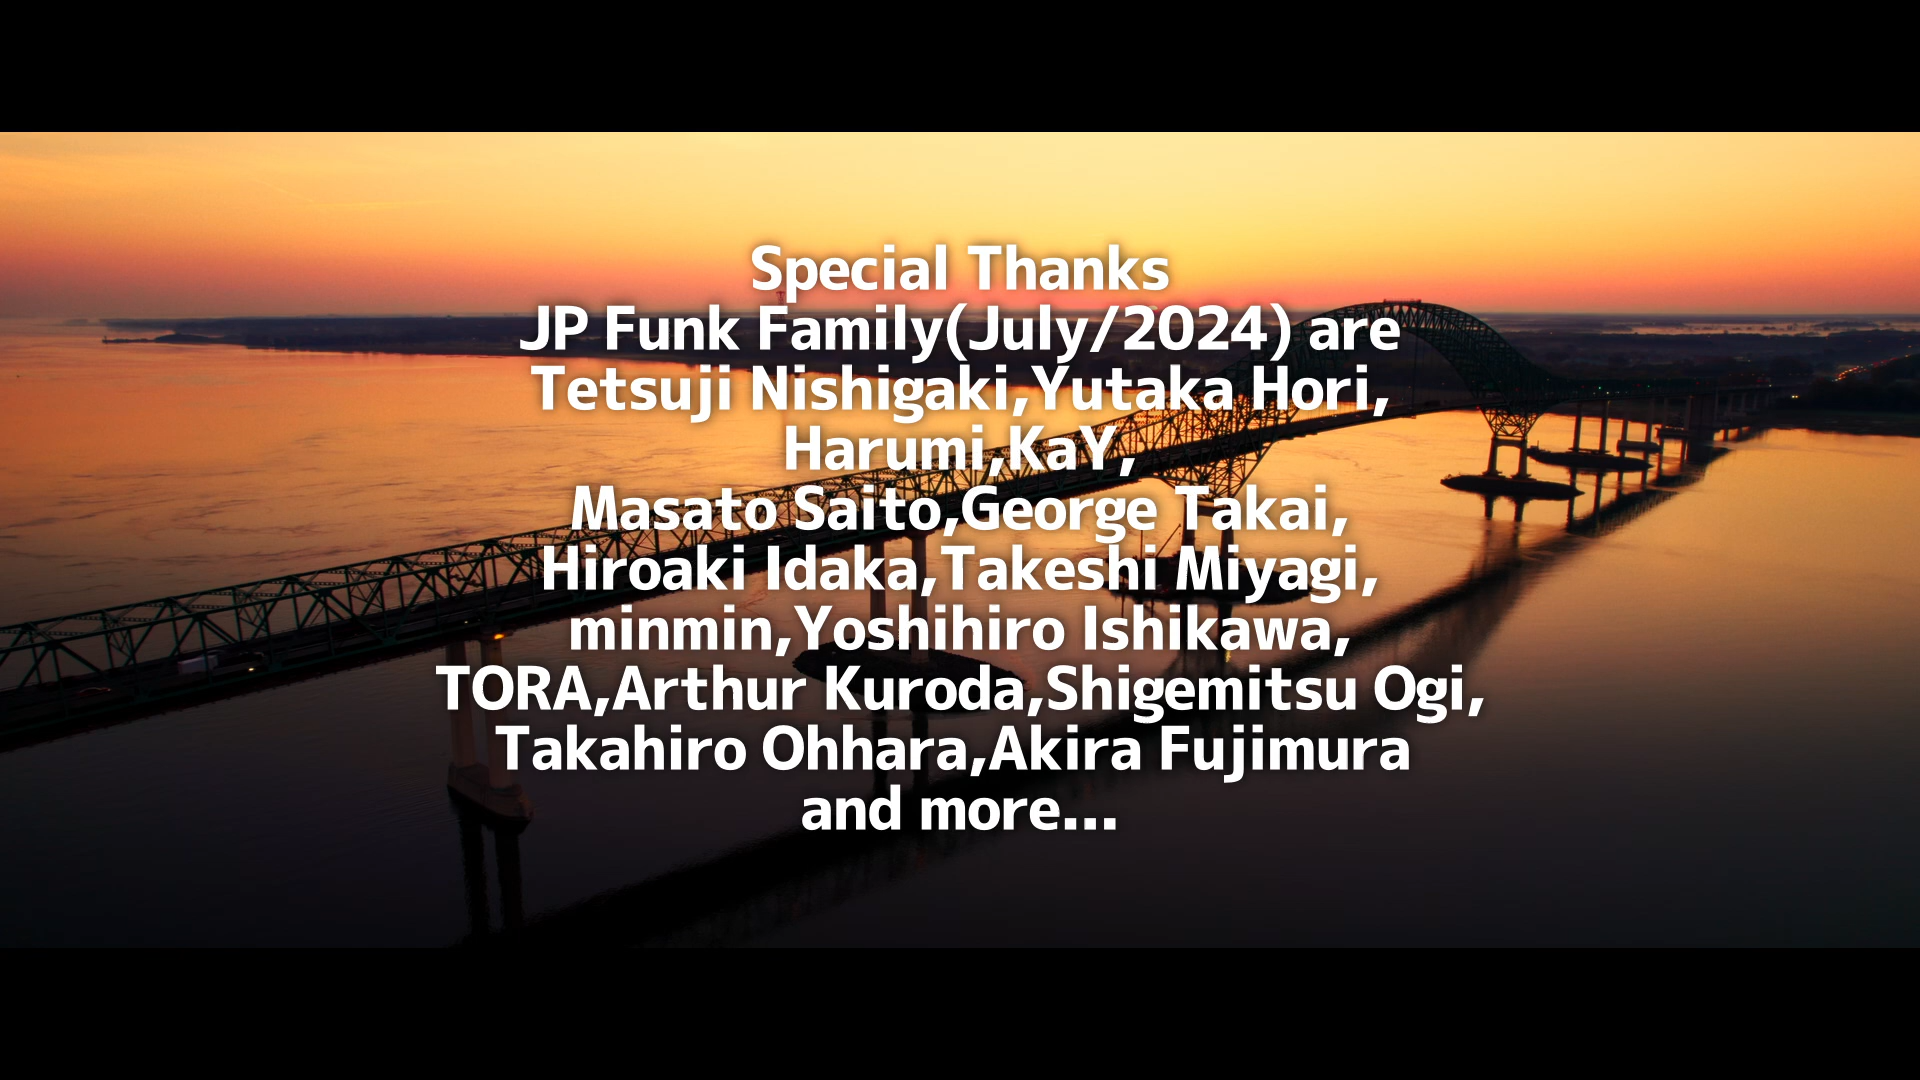 Special Thanks
JP Funk Family(July/2024) are
Tetsuji Nishigaki,Yutaka Hori,
Harumi,KaY,
Masato Saito,George Takai,
Hiroaki Idaka,Takeshi Miyagi,
minmin,Yoshihiro Ishikawa,
TORA,Arthur Kuroda,Shigemitsu Ogi,
Takahiro Ohhara,Akira Fujimura
and more...